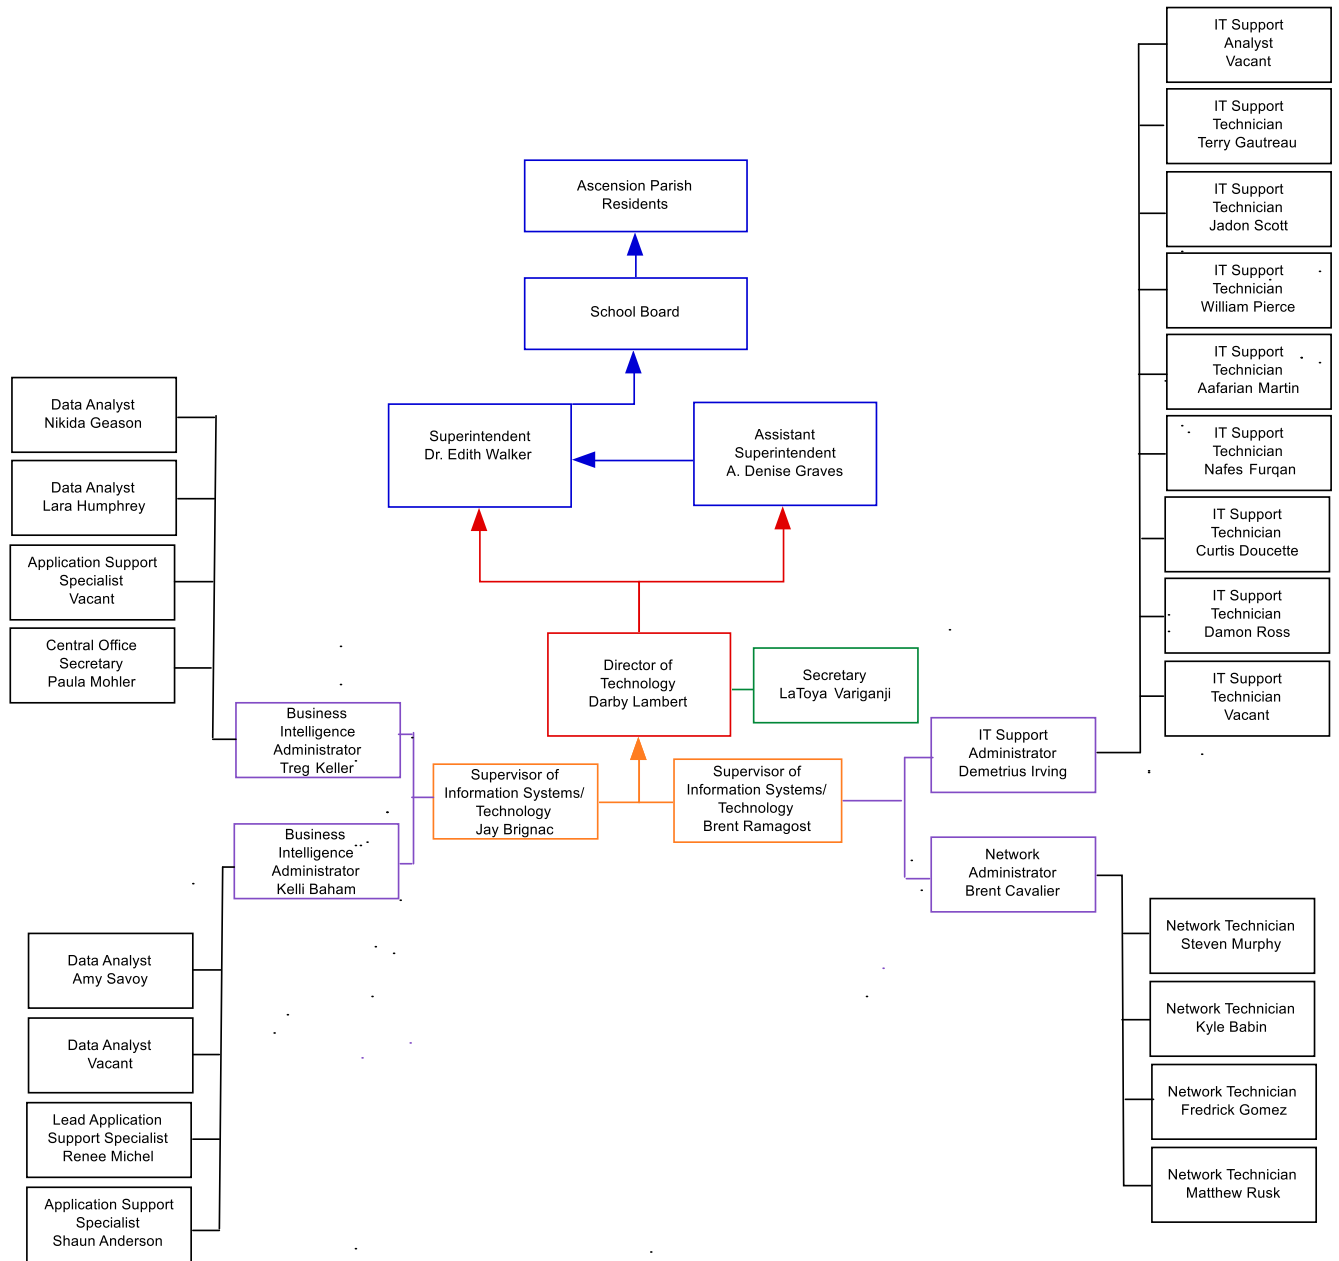 Ascension Parish
Residents
School Board
Superintendent
Dr. Edith Walker
Assistant
Superintendent
A. Denise Graves
Director of
Technology
Darby Lambert
Secretary
LaToya Variganji
Supervisor of
Information Systems/
Technology
Jay Brignac
Supervisor of
Information Systems/
Technology
Brent Ramagost
Business
Intelligence
Administrator
Treg Keller
Data Analyst
Nikida Geason
Data Analyst
Lara Humphrey
Application Support
Specialist
Vacant
Central Office
Secretary
Paula Mohler
Business
Intelligence
Administrator
Kelli Baham
Data Analyst
Amy Savoy
Data Analyst
Vacant
Lead Application
Support Specialist
Renee Michel
Application Support
Specialist
Shaun Anderson
IT Support
Administrator
Demetrius Irving
IT Support
Analyst
Vacant
IT Support
Technician
Terry Gautreau
IT Support
Technician
Jadon Scott
IT Support
Technician
William Pierce
IT Support
Technician
Aafarian Martin
IT Support
Technician
Nafes Furqan
IT Support
Technician
Curtis Doucette
IT Support
Technician
Damon Ross
IT Support
Technician
Vacant
Network
Administrator
Brent Cavalier
Network Technician
Steven Murphy
Network Technician
Kyle Babin
Network Technician
Fredrick Gomez
Network Technician
Matthew Rusk